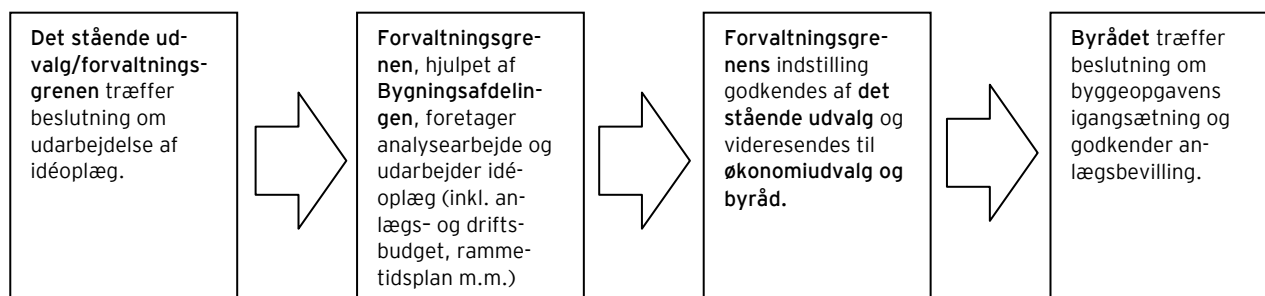 Det stående ud-
valg/forvaltnings-
grenen træffer
beslutning om
udarbejdelse af
idéoplæg.
Forvaltningsgre-
nen, hjulpet af
Bygningsafdelin-
gen, foretager
analysearbejde og
udarbejder idé-
oplæg (inkl. an-
lægs- og drifts-
budget, ramme-
tidsplan m.m.)
Forvaltningsgre-
nens indstilling
godkendes af det
stående udvalg og
videresendes til
økonomiudvalg og
byråd.
Byrådet træffer
beslutning om
byggeopgavens
igangsætning og
godkender an-
lægsbevilling.